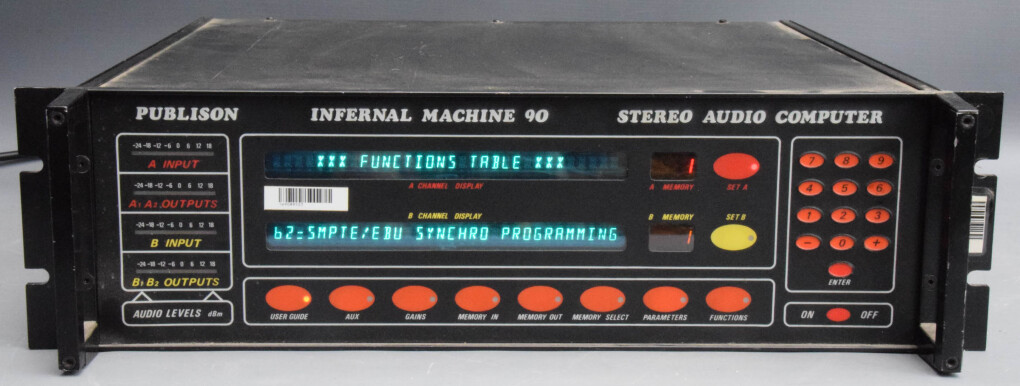 PUBLISON INFERNAL MACHINE 90 STEREO AUDIO COMPUTER
-24 -18 -12 -6 0 6 12 18
A INPUT
-24 -18 -12 -6 0 6 12 18
A1 A2 OUTPUTS
-24 -18 -12 -6 0 6 12 18
B INPUT
-24 -18 -12 -6 0 6 12 18
B1 B2 OUTPUTS
AUDIO LEVELS dBm
*** FUNCTIONS TABLE ***
A CHANNEL DISPLAY
1
A MEMORY
SET A
B CHANNEL DISPLAY
B MEMORY
SET B
b2=SMPTE/EBU SYNCHRO PROGRAMMING
1
7 8 9
4 5 6
1 2 3
- 0 +
ENTER
USER GUIDE AUX GAINS MEMORY IN MEMORY OUT MEMORY SELECT PARAMETERS FUNCTIONS
ON OFF